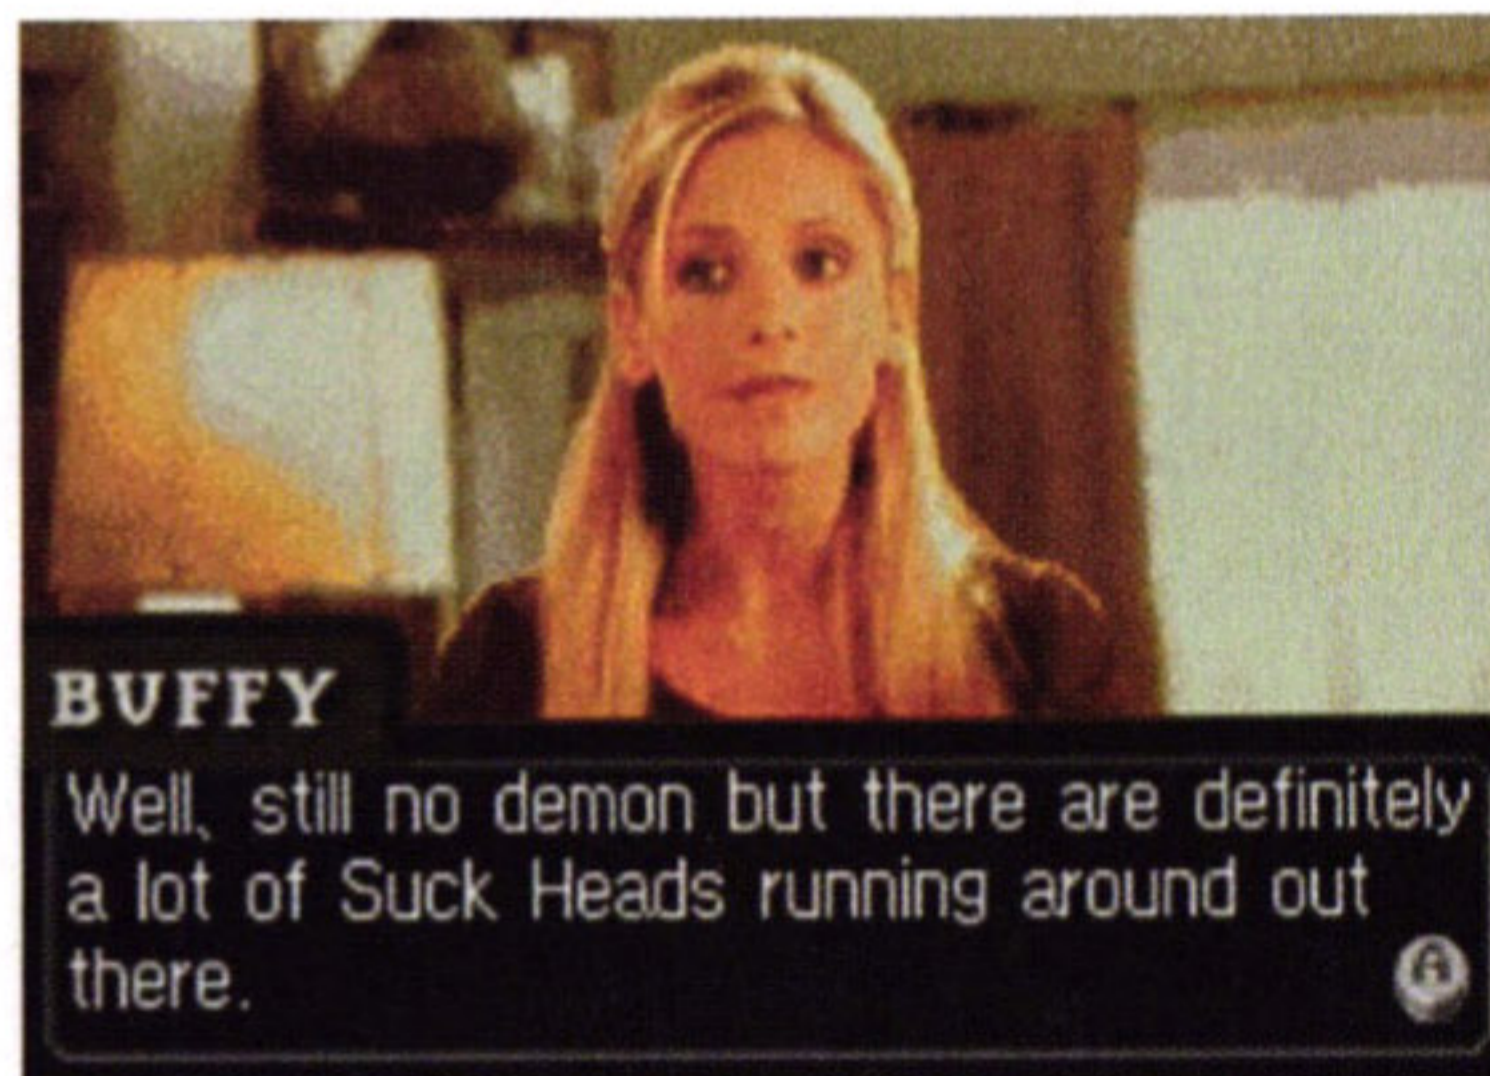 BUFFY
Well, still no demon but there are definitely
a lot of Suck Heads running around out
there.
A